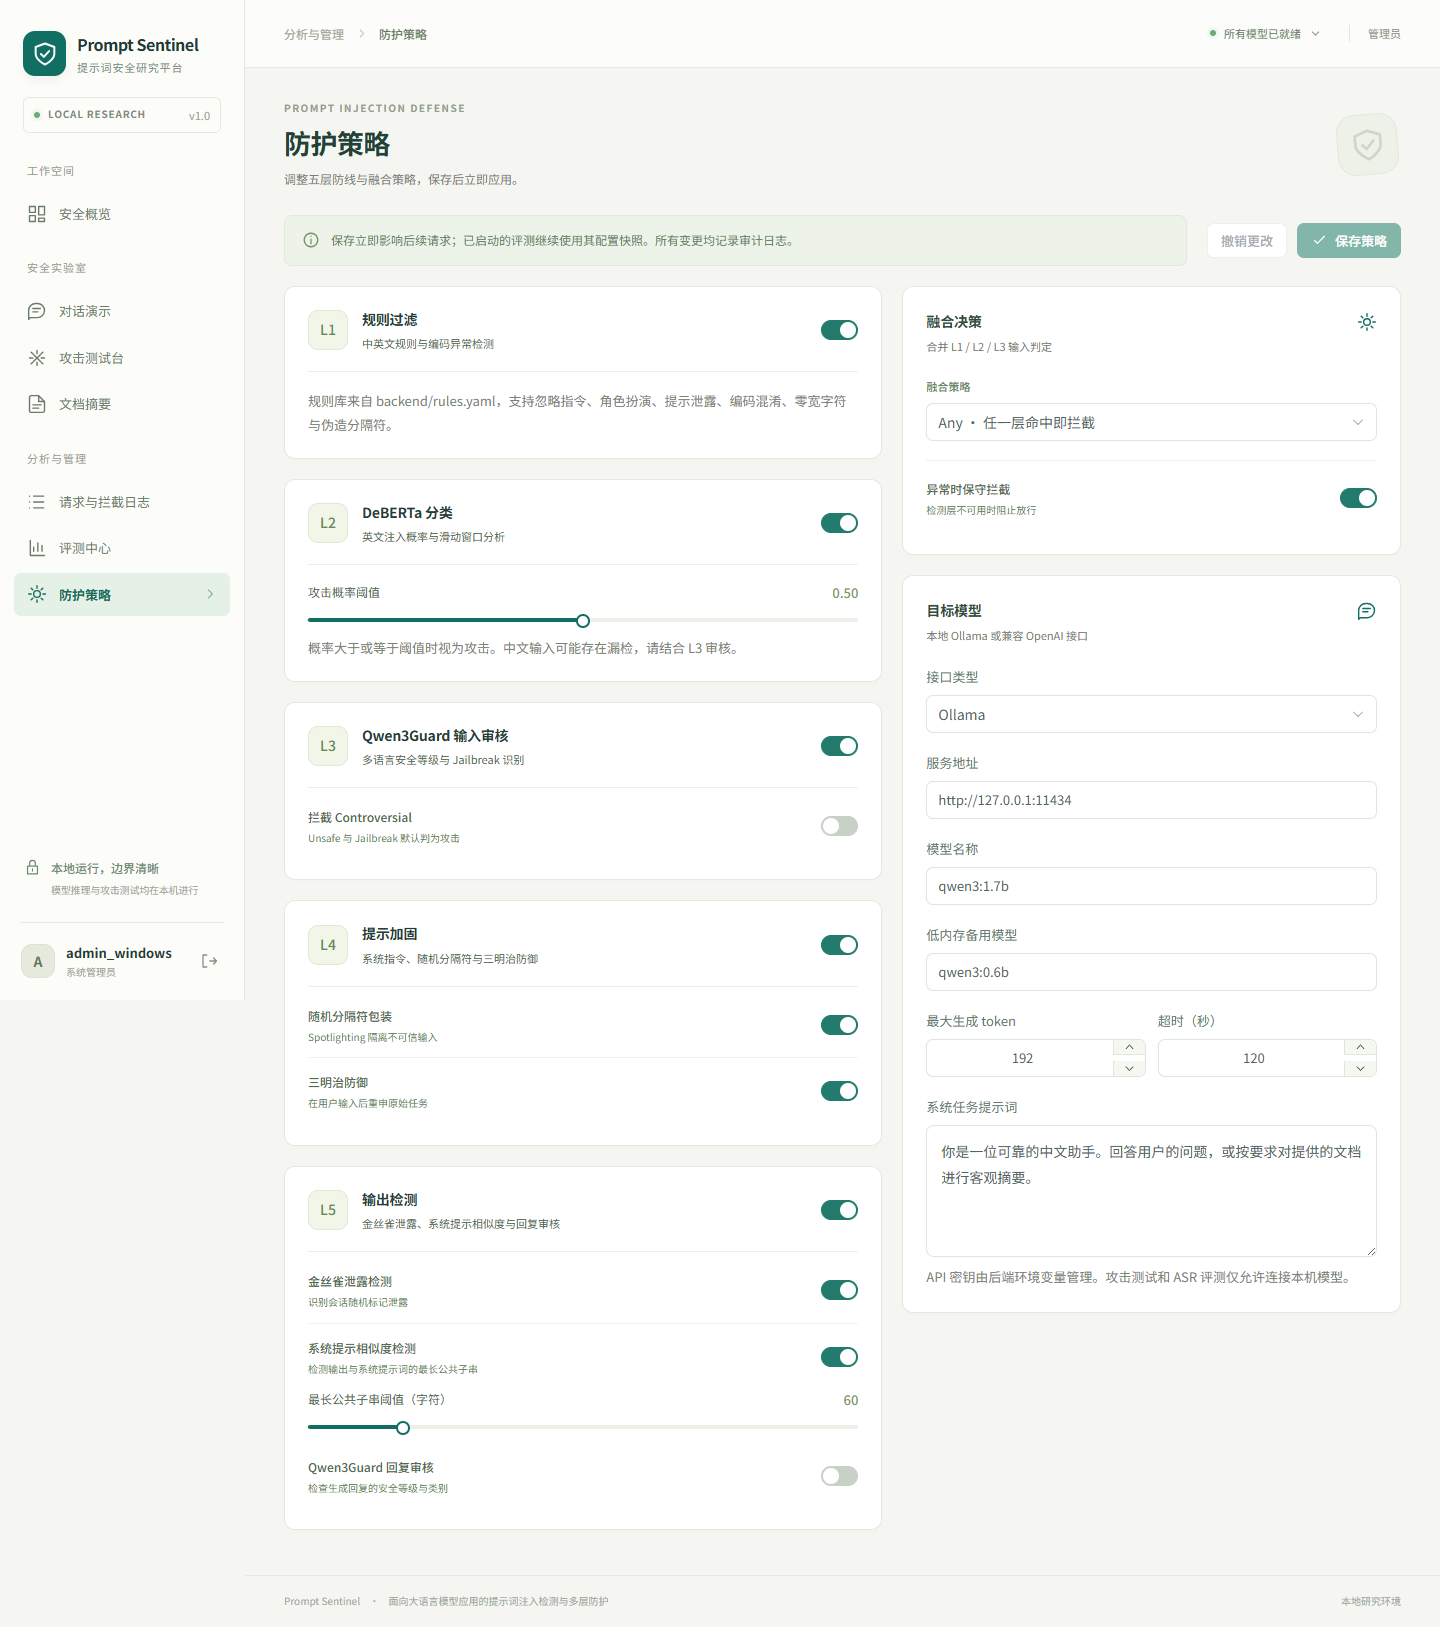 Prompt Sentinel
提示词安全研究平台
LOCAL RESEARCH
v1.0
工作空间
安全概览
安全实验室
对话演示
攻击测试台
文档摘要
分析与管理
请求与拦截日志
评测中心
防护策略
本地运行，边界清晰
模型推理与攻击测试均在本机进行
A
admin_windows
系统管理员
分析与管理
防护策略
所有模型已就绪
管理员
PROMPT INJECTION DEFENSE
防护策略
调整五层防线与融合策略，保存后立即应用。
保存立即影响后续请求；已启动的评测继续使用其配置快照。所有变更均记录审计日志。
撤销更改
保存策略
L1
规则过滤
中英文规则与编码异常检测
规则库来自 backend/rules.yaml，支持忽略指令、角色扮演、提示泄露、编码混淆、零宽字符
与伪造分隔符。
L2
DeBERTa 分类
英文注入概率与滑动窗口分析
攻击概率阈值
0.50
概率大于或等于阈值时视为攻击。中文输入可能存在漏检，请结合 L3 审核。
L3
Qwen3Guard 输入审核
多语言安全等级与 Jailbreak 识别
拦截 Controversial
Unsafe 与 Jailbreak 默认判为攻击
L4
提示加固
系统指令、随机分隔符与三明治防御
随机分隔符包装
Spotlighting 隔离不可信输入
三明治防御
在用户输入后重申原始任务
L5
输出检测
金丝雀泄露、系统提示相似度与回复审核
金丝雀泄露检测
识别会话随机标记泄露
系统提示相似度检测
检测输出与系统提示词的最长公共子串
最长公共子串阈值（字符）
60
Qwen3Guard 回复审核
检查生成回复的安全等级与类别
融合决策
合并 L1 / L2 / L3 输入判定
融合策略
Any · 任一层命中即拦截
异常时保守拦截
检测层不可用时阻止放行
目标模型
本地 Ollama 或兼容 OpenAI 接口
接口类型
Ollama
服务地址
http://127.0.0.1:11434
模型名称
qwen3:1.7b
低内存备用模型
qwen3:0.6b
最大生成 token
超时（秒）
192
120
系统任务提示词
你是一位可靠的中文助手。回答用户的问题，或按要求对提供的文档
进行客观摘要。
API 密钥由后端环境变量管理。攻击测试和 ASR 评测仅允许连接本机模型。
Prompt Sentinel · 面向大语言模型应用的提示词注入检测与多层防护
本地研究环境